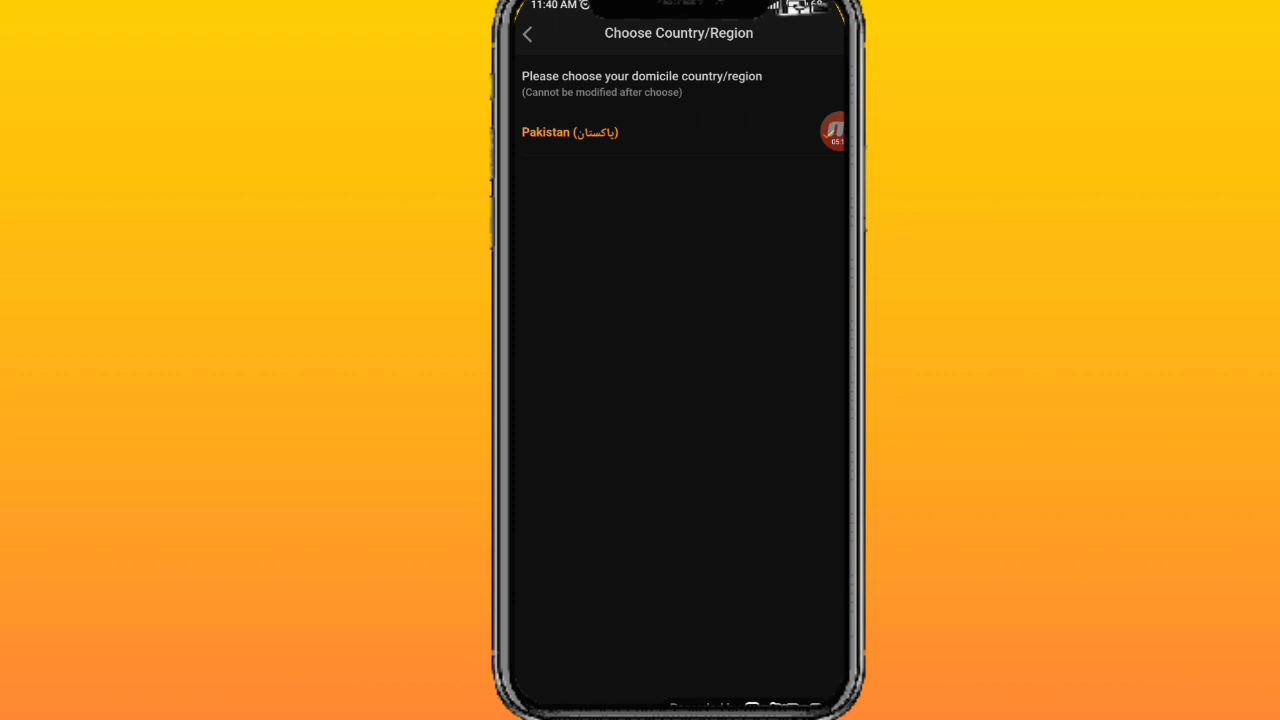 11:40 AM
Choose Country/Region
Please choose your domicile country/region
(Cannot be modified after choose)
Pakistan (پاکستان)